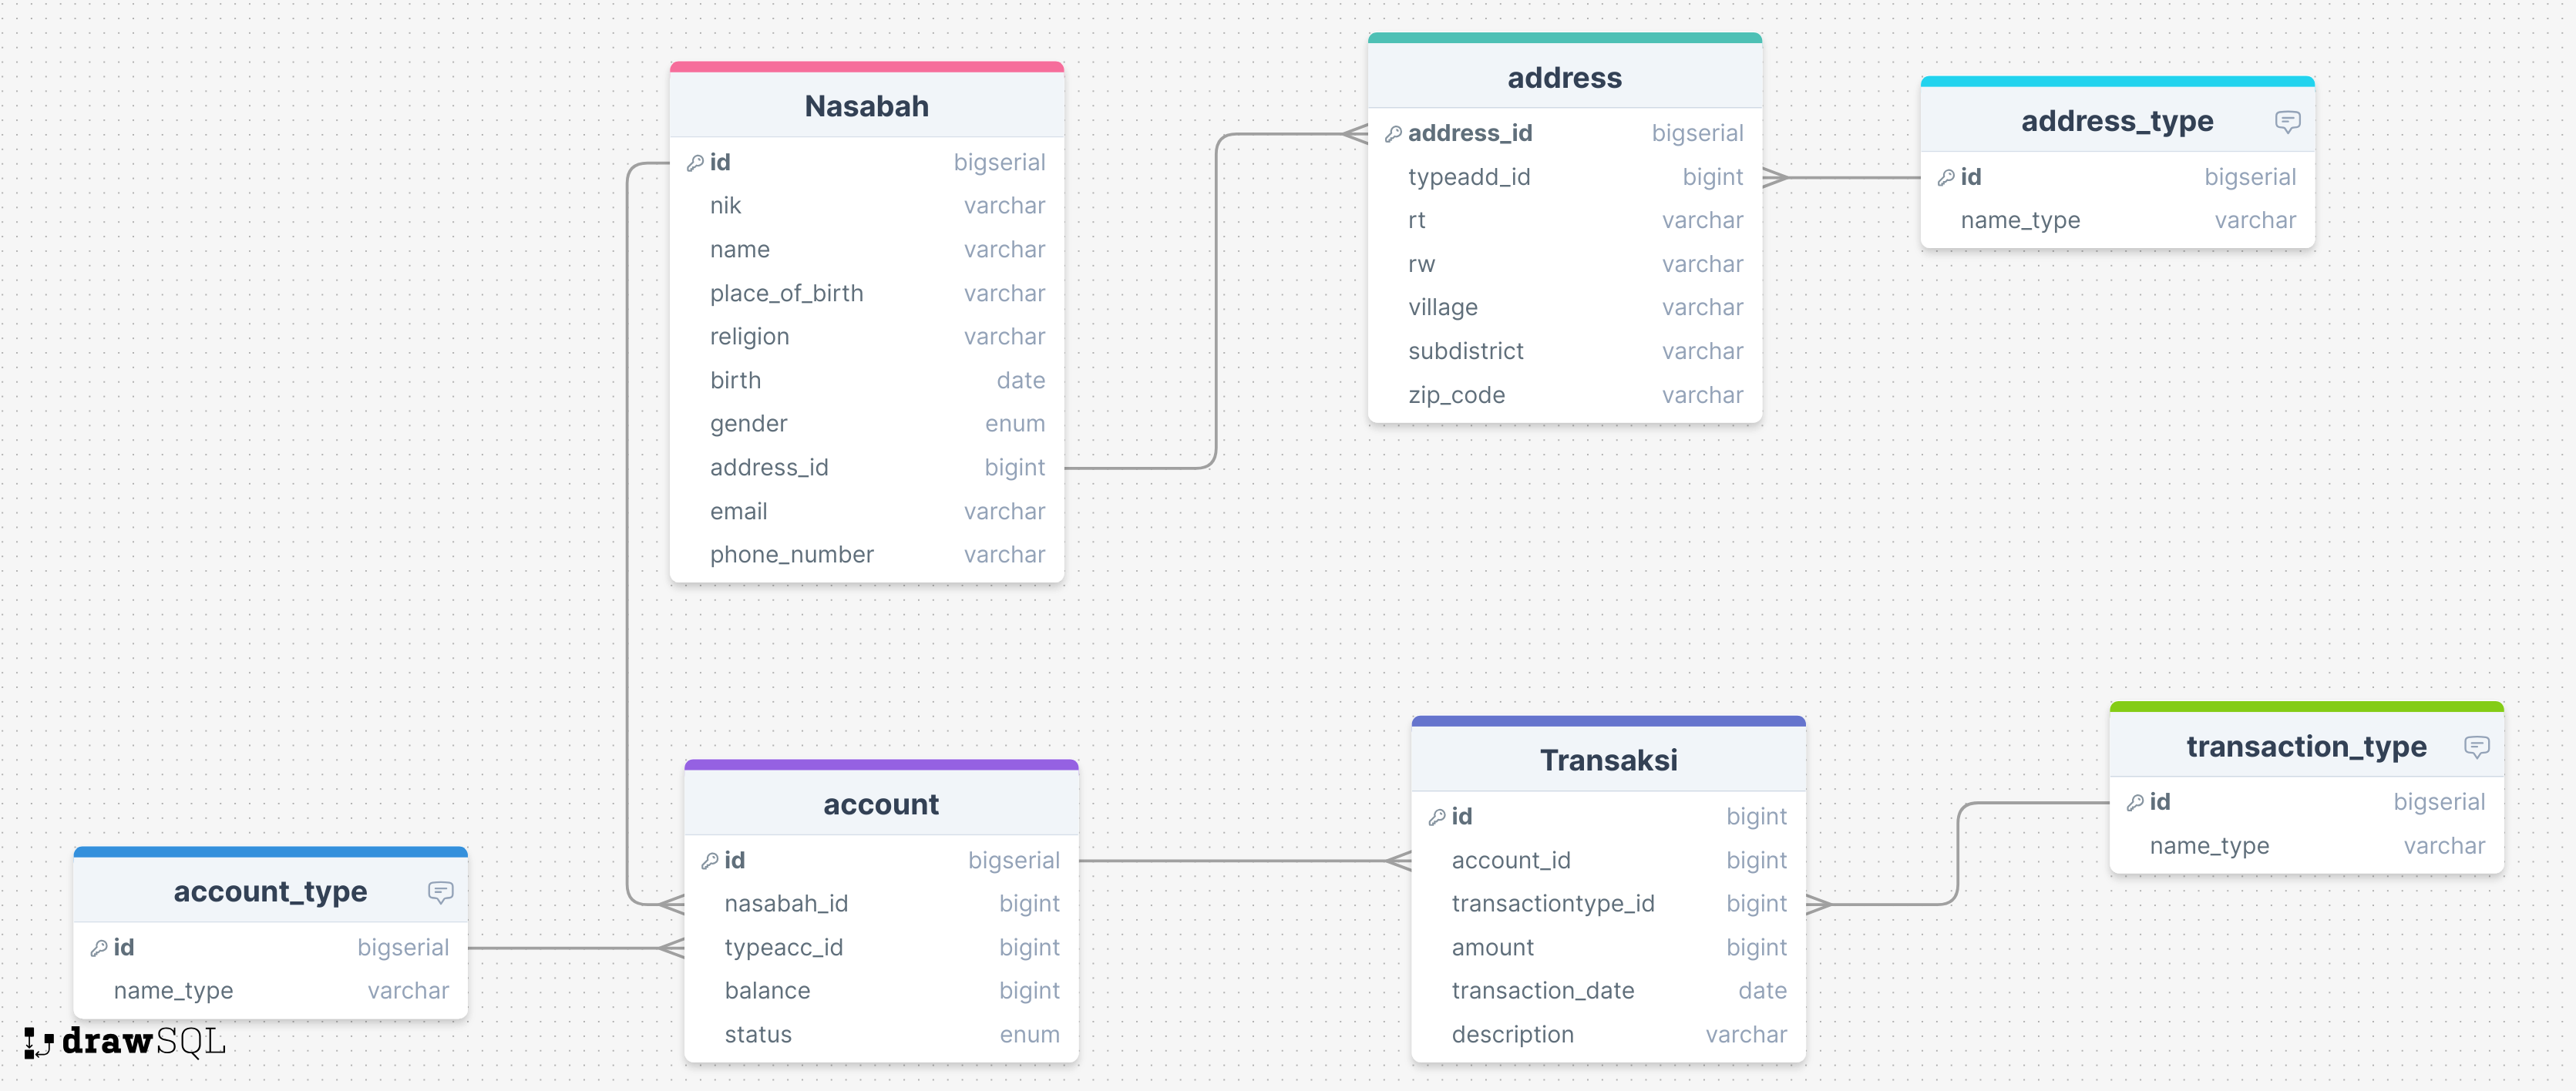 Nasabah
id bigserial
nik varchar
name varchar
place_of_birth varchar
religion varchar
birth date
gender enum
address_id bigint
email varchar
phone_number varchar
address
address_id bigserial
typeadd_id bigint
rt varchar
rw varchar
village varchar
subdistrict varchar
zip_code varchar
address_type
id bigserial
name_type varchar
account_type
id bigserial
name_type varchar
account
id bigserial
nasabah_id bigint
typeacc_id bigint
balance bigint
status enum
Transaksi
id bigint
account_id bigint
transactiontype_id bigint
amount bigint
transaction_date date
description varchar
transaction_type
id bigserial
name_type varchar
drawSQL